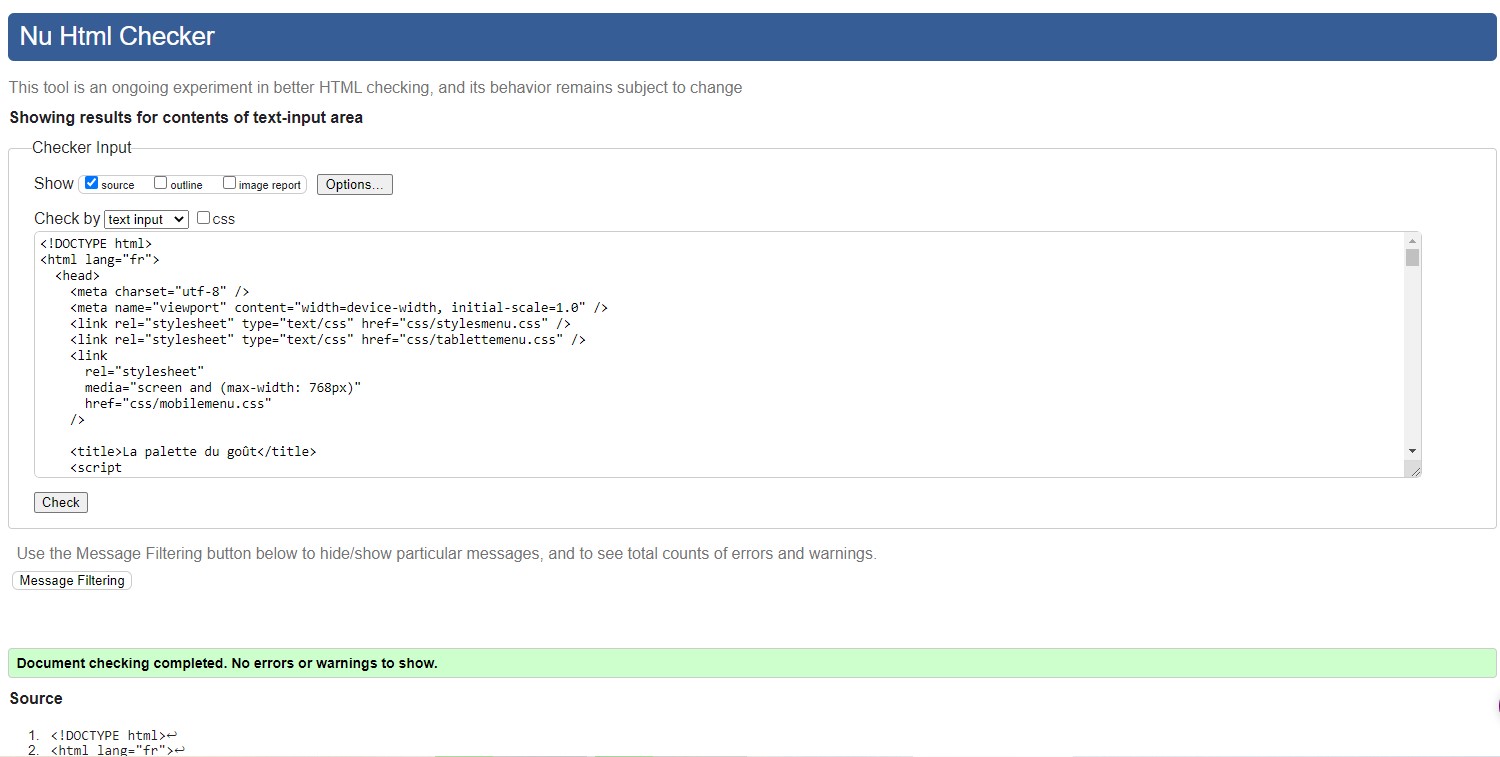 Nu Html Checker
This tool is an ongoing experiment in better HTML checking, and its behavior remains subject to change
Showing results for contents of text-input area
Checker Input
Show source outline image report Options...
Check by text input css
<!DOCTYPE html>
<html lang="fr">
  <head>
    <meta charset="utf-8" />
    <meta name="viewport" content="width=device-width, initial-scale=1.0" />
    <link rel="stylesheet" type="text/css" href="css/stylesmenu.css" />
    <link rel="stylesheet" type="text/css" href="css/tablettemenu.css" />
    <link
      rel="stylesheet"
      media="screen and (max-width: 768px)"
      href="css/mobilemenu.css"
    />
    <title>La palette du goût</title>
    <script
Check
Use the Message Filtering button below to hide/show particular messages, and to see total counts of errors and warnings.
Message Filtering
Document checking completed. No errors or warnings to show.
Source
1. <!DOCTYPE html>↩
2. <html lang="fr">↩